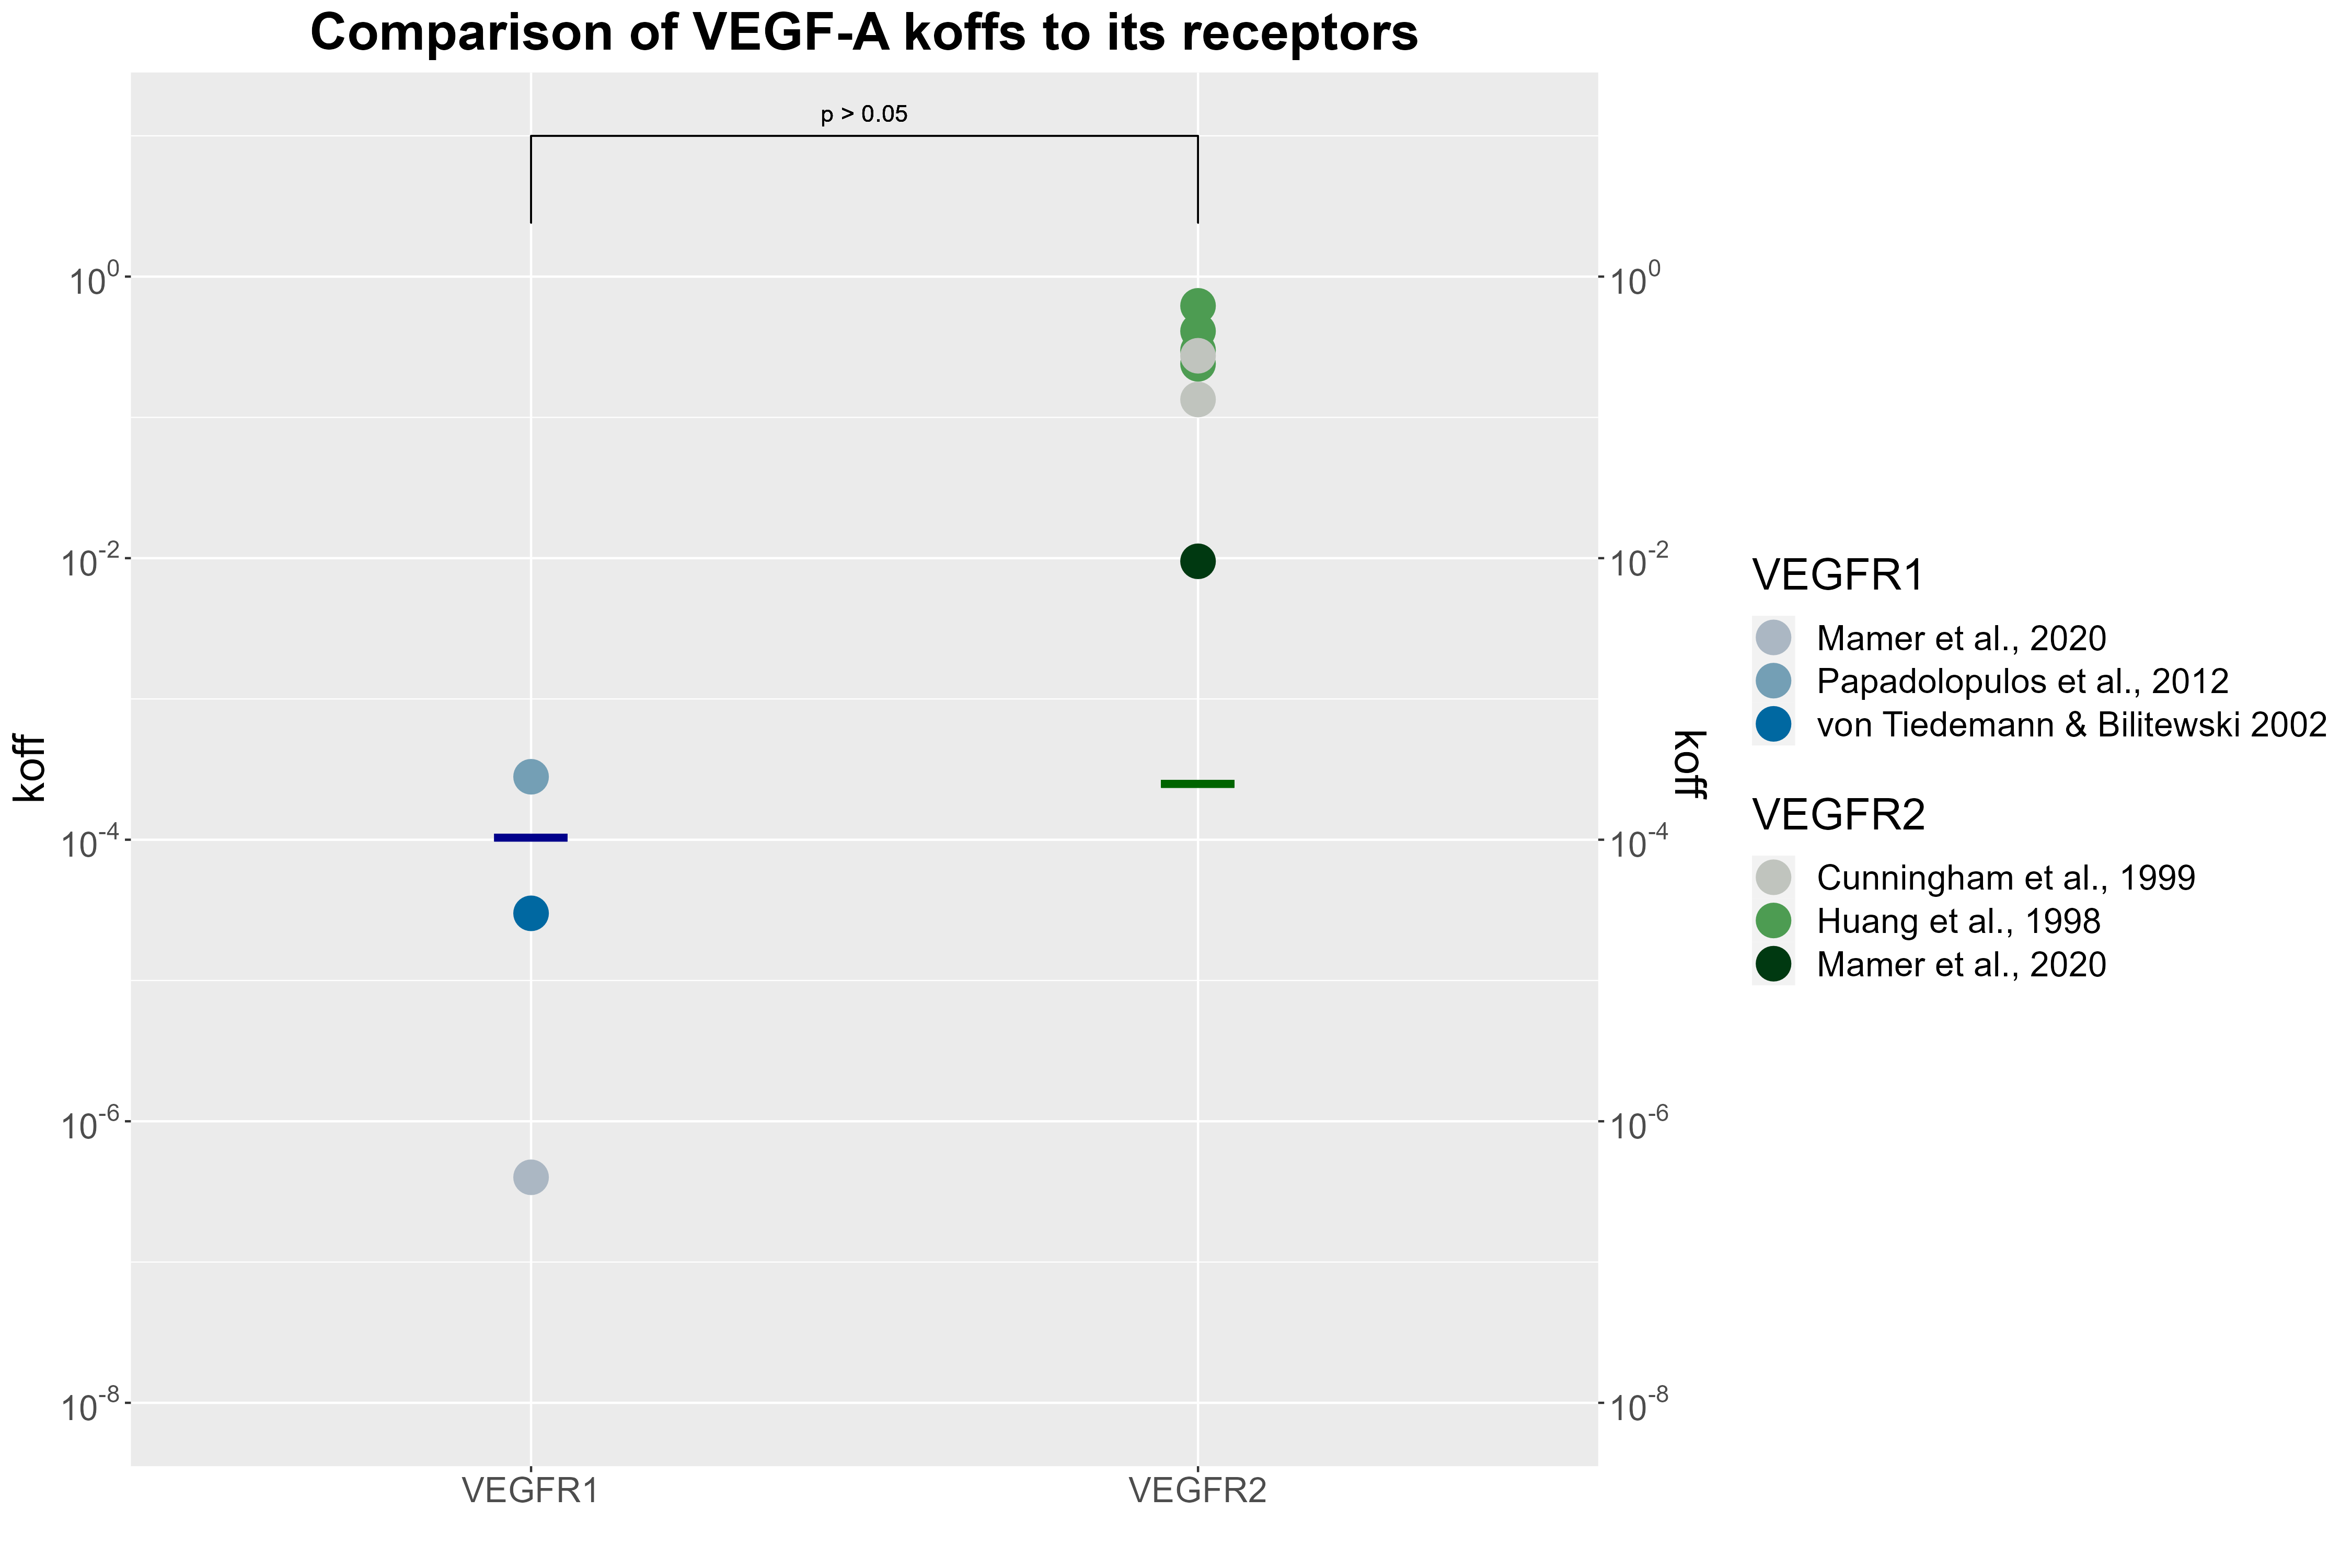 Comparison of VEGF-A koffs to its receptors
p > 0.05
10^0
10^-2
10^-4
10^-6
10^-8
koff
10^0
10^-2
10^-4
10^-6
10^-8
koff
VEGFR1
VEGFR2
VEGFR1
Mamer et al., 2020
Papadolopulos et al., 2012
von Tiedemann & Bilitewski 2002
VEGFR2
Cunningham et al., 1999
Huang et al., 1998
Mamer et al., 2020